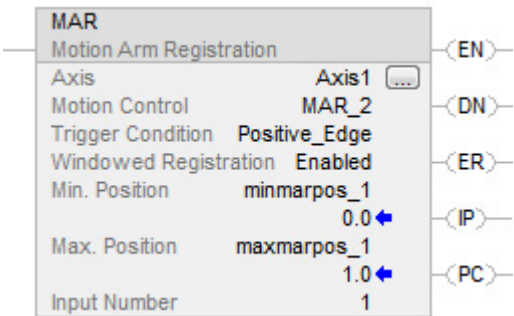 MAR
Motion Arm Registration EN
Axis Axis1 ...
Motion Control MAR_2 DN
Trigger Condition Positive_Edge
Windowed Registration Enabled ER
Min. Position minmarpos_1
0.0 IP
Max. Position maxmarpos_1
1.0 PC
Input Number 1